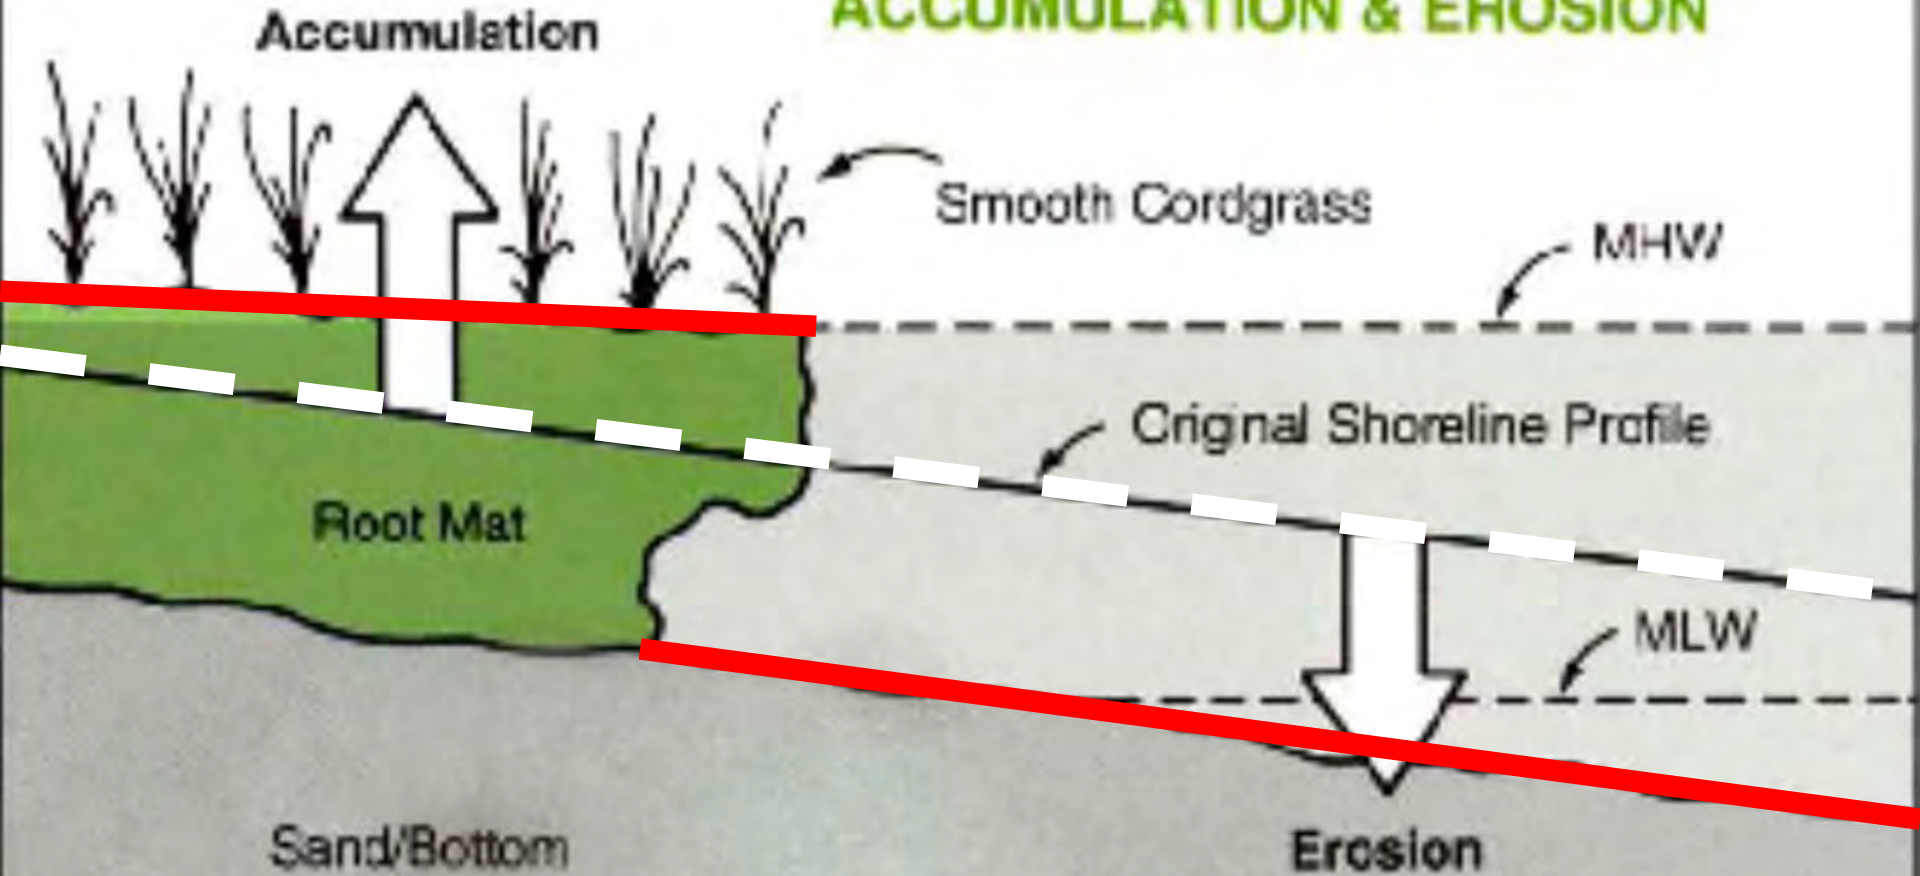 ACCUMULATION & EROSION
Accumulation
Smooth Cordgrass
MHW
Original Shoreline Profile
Root Mat
MLW
Sand/Bottom
Erosion